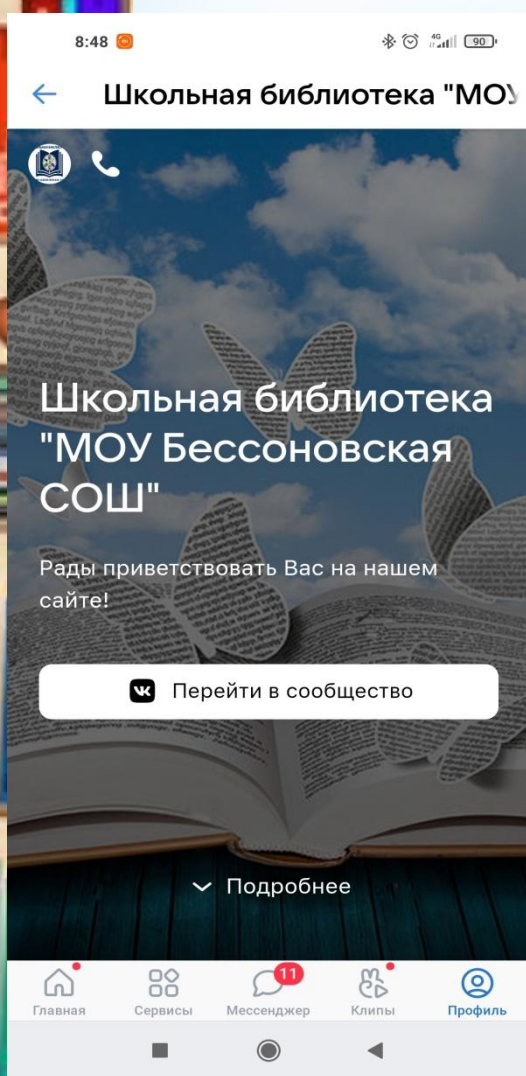 8:48
4G
90
Школьная библиотека "МОУ
Школьная библиотека
"МОУ Бессоновская
СОШ"
Рады приветствовать Вас на нашем
сайте!
Перейти в сообщество
Подробнее
11
Главная Сервисы Мессенджер Клипы Профиль